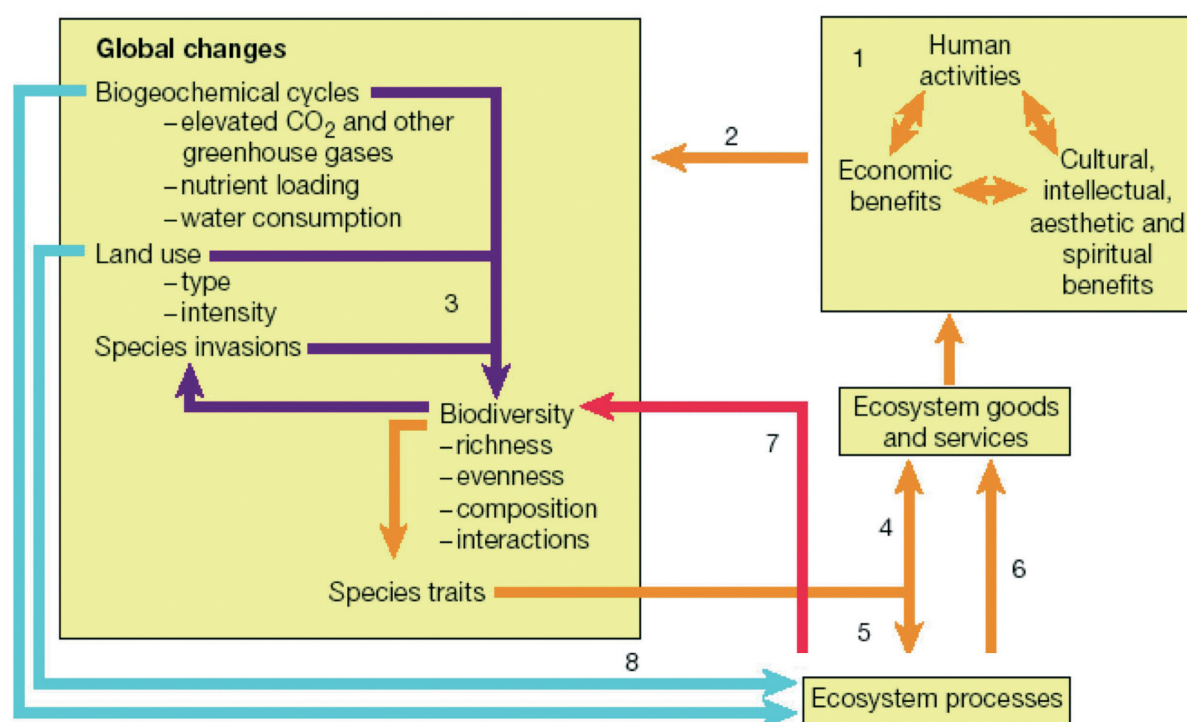 Global changes
Biogeochemical cycles
–elevated CO2 and other
greenhouse gases
–nutrient loading
–water consumption
Land use
–type
–intensity
3
Species invasions
Biodiversity
–richness
–evenness
–composition
–interactions
Species traits
2
1
Human
activities
Economic
benefits
Cultural,
intellectual,
aesthetic and
spiritual
benefits
Ecosystem goods
and services
7
4
6
5
8
Ecosystem processes